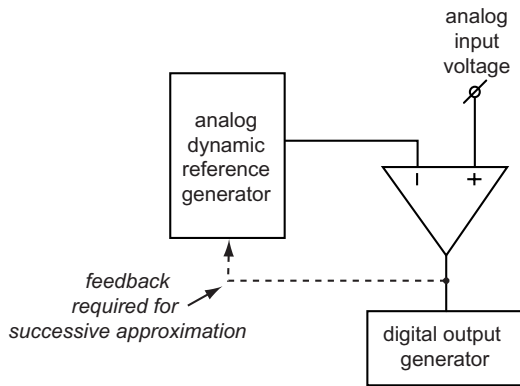 analog
input
voltage
analog
dynamic
reference
generator
− +
feedback
required for
successive approximation
digital output
generator